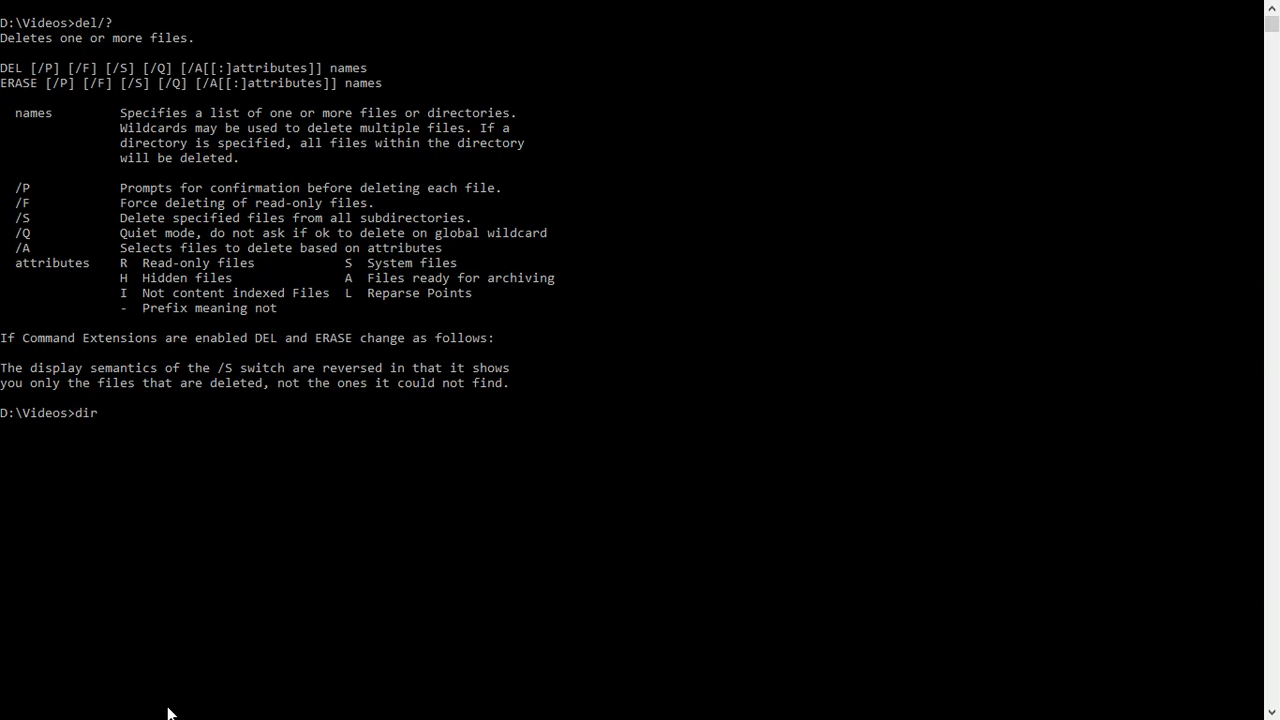 D:\Videos>del/?
Deletes one or more files.
DEL [/P] [/F] [/S] [/Q] [/A[[:]attributes]] names
ERASE [/P] [/F] [/S] [/Q] [/A[[:]attributes]] names
names Specifies a list of one or more files or directories.
Wildcards may be used to delete multiple files. If a
directory is specified, all files within the directory
will be deleted.
/P Prompts for confirmation before deleting each file.
/F Force deleting of read-only files.
/S Delete specified files from all subdirectories.
/Q Quiet mode, do not ask if ok to delete on global wildcard
/A Selects files to delete based on attributes
attributes R Read-only files S System files
H Hidden files A Files ready for archiving
I Not content indexed Files L Reparse Points
- Prefix meaning not
If Command Extensions are enabled DEL and ERASE change as follows:
The display semantics of the /S switch are reversed in that it shows
you only the files that are deleted, not the ones it could not find.
D:\Videos>dir